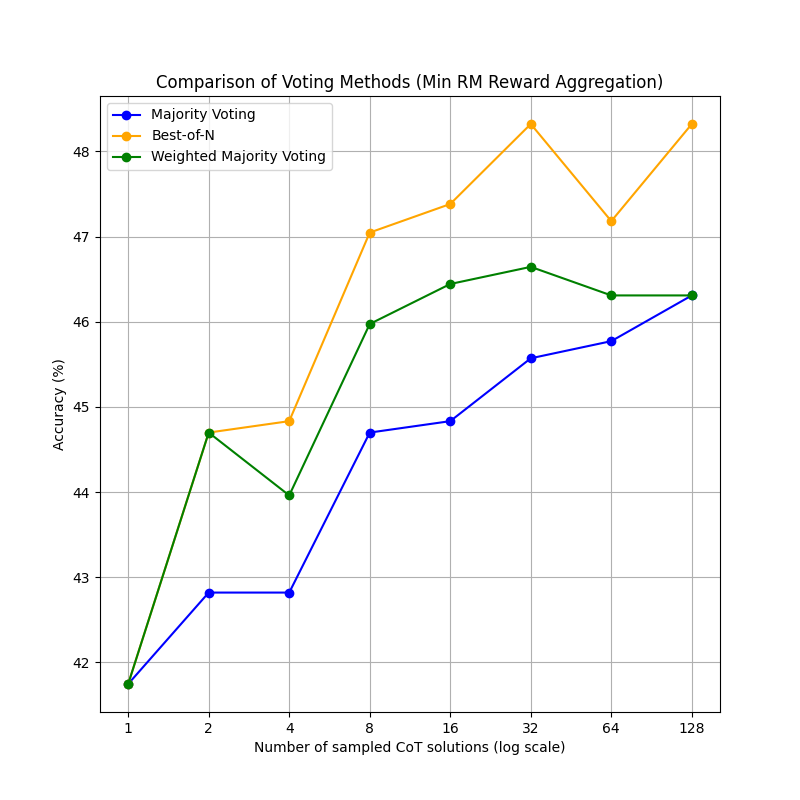 Comparison of Voting Methods (Min RM Reward Aggregation)
Majority Voting
Best-of-N
Weighted Majority Voting
48
47
46
45
44
43
42
Accuracy (%)
1 2 4 8 16 32 64 128
Number of sampled CoT solutions (log scale)